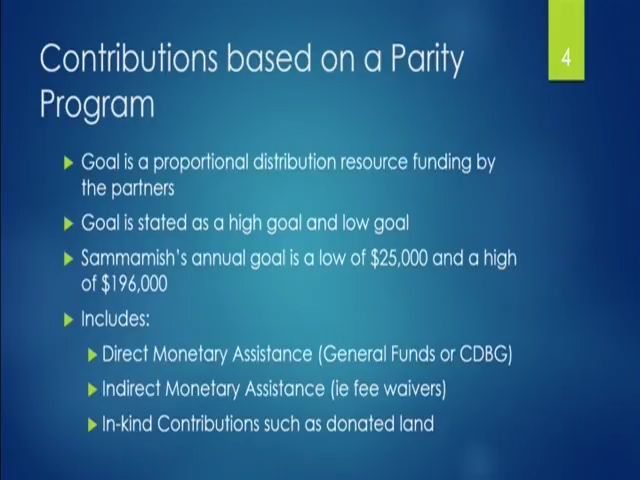 Contributions based on a Parity
Program
4
Goal is a proportional distribution resource funding by
the partners
Goal is stated as a high goal and low goal
Sammamish's annual goal is a low of $25,000 and a high
of $196,000
Includes:
Direct Monetary Assistance (General Funds or CDBG)
Indirect Monetary Assistance (ie fee waivers)
In-kind Contributions such as donated land